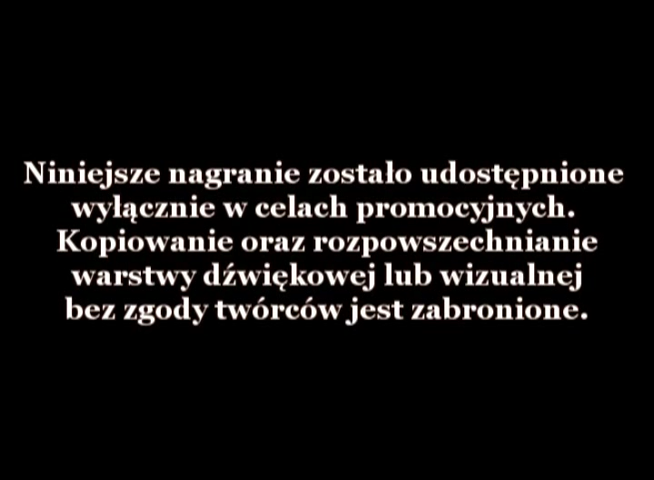 Niniejsze nagranie zostało udostępnione
wyłącznie w celach promocyjnych.
Kopiowanie oraz rozpowszechnianie
warstwy dźwiękowej lub wizualnej
bez zgody twórców jest zabronione.